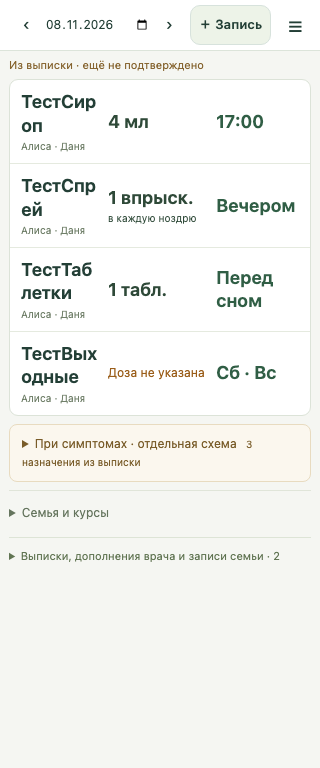 ‹ 08.11.2026 › + Запись ≡
Из выписки · ещё не подтверждено
ТестСир
оп
Алиса · Даня
4 мл
17:00
ТестСпр
ей
Алиса · Даня
1 впрыск.
в каждую ноздрю
Вечером
ТестТаб
летки
Алиса · Даня
1 табл.
Перед
сном
ТестВых
одные
Алиса · Даня
Доза не указана
Сб · Вс
▶ При симптомах · отдельная схема 3
назначения из выписки
▶ Семья и курсы
▶ Выписки, дополнения врача и записи семьи · 2